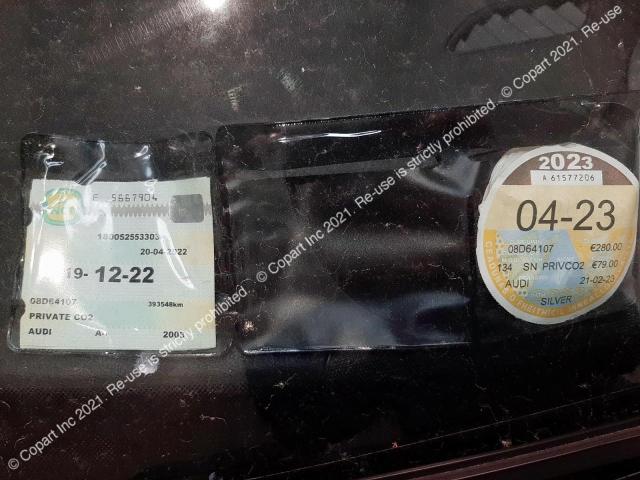 E 5667904
180052553303
20-04-2022
19- 12-22
08D64107
393548km
PRIVATE CO2
AUDI A4 2008
2023
A 61577206
04-23
08D64107 €280.00
134 SN PRIVCO2 €79.00
AUDI 21-02-23
SILVER
© Copart Inc 2021. Re-use is strictly prohibited.
© Copart Inc 2021. Re-use is strictly prohibited.
© Copart Inc 2021. Re-use is strictly prohibited.
© Copart Inc 2021. Re-use